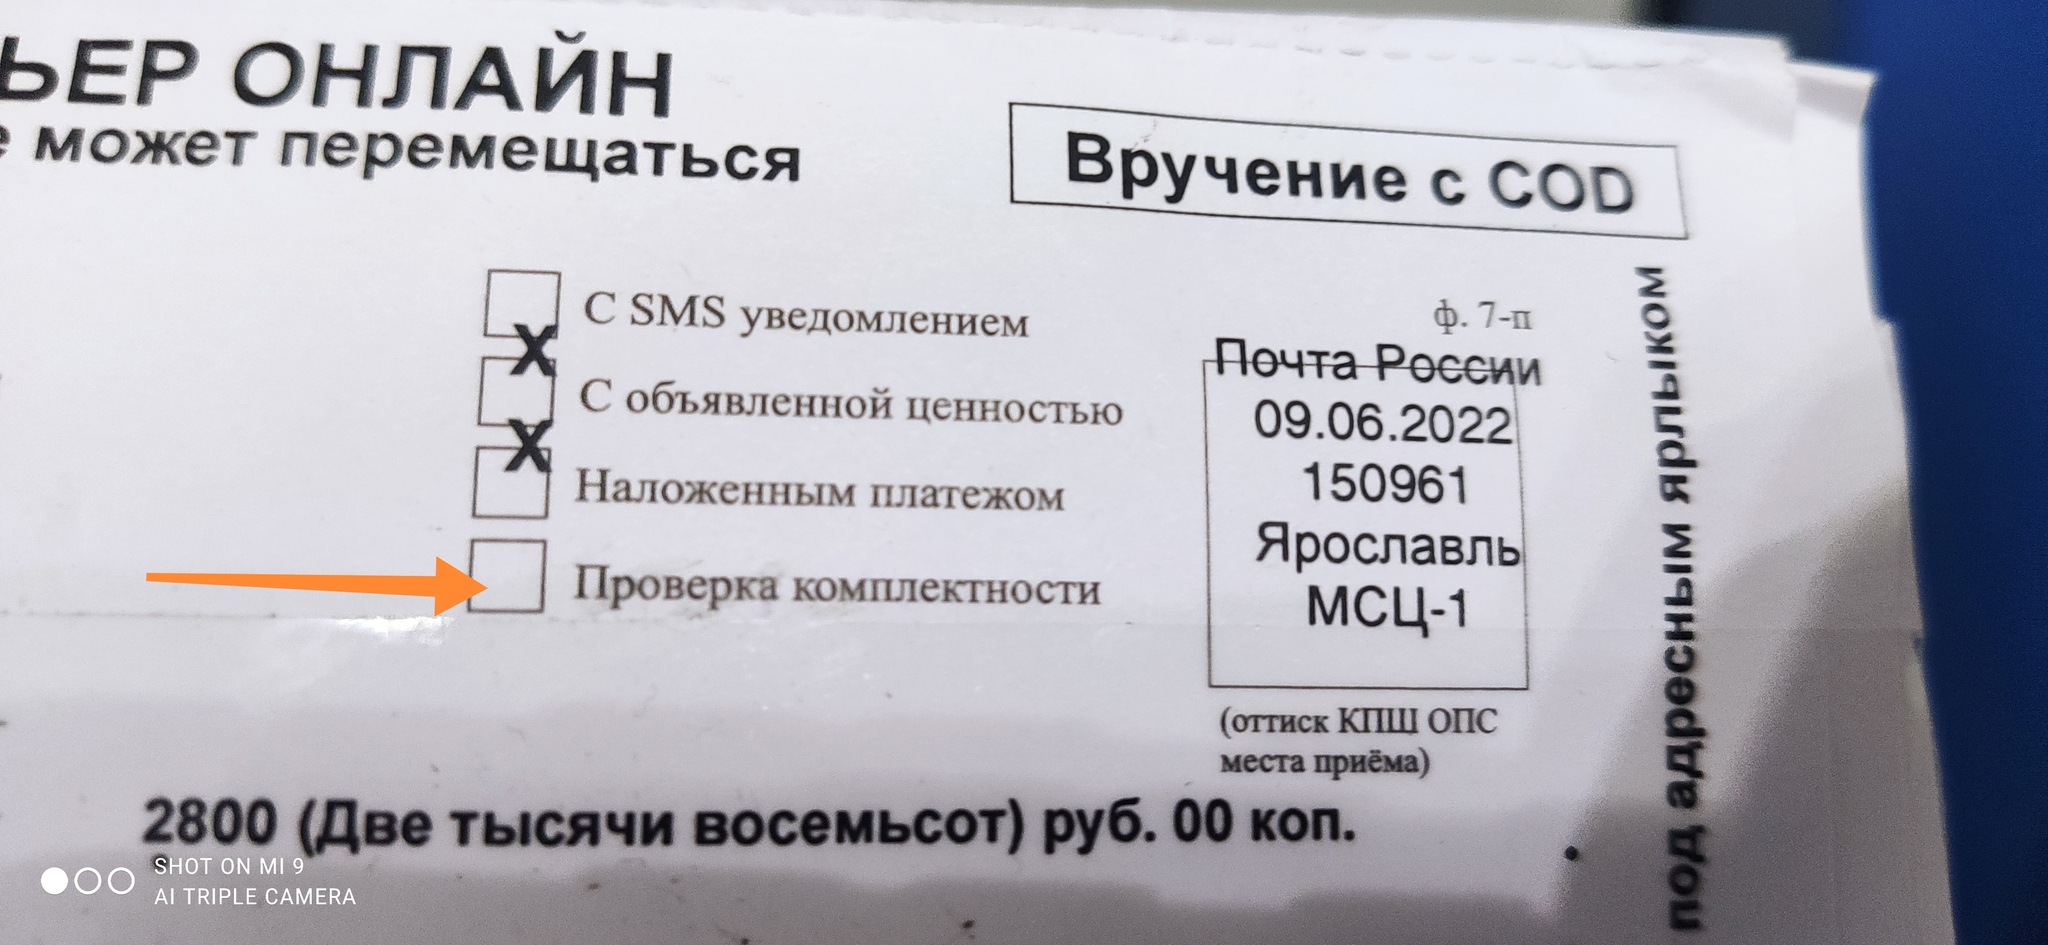 ЬЕР ОНЛАЙН
е может перемещаться
Вручение с COD
С SMS уведомлением
X
С объявленной ценностью
X
Наложенным платежом
Проверка комплектности
ф. 7-п
Почта России
09.06.2022
150961
Ярославль
МСЦ-1
(оттиск КПШ ОПС
места приёма)
под адресным ярлыком
2800 (Две тысячи восемьсот) руб. 00 коп.
SHOT ON MI 9
AI TRIPLE CAMERA